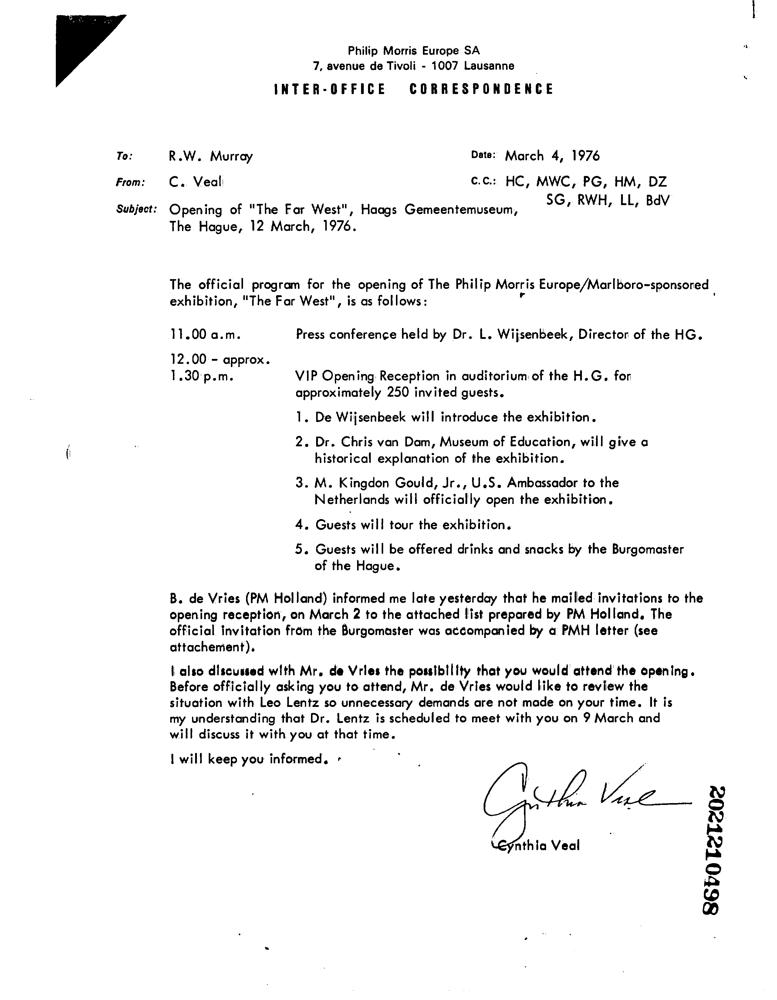 Philip Morris Europe SA
7, avenue de Tivoli - 1007 Lausanne
INTER-OFFICE CORRESPONDENCE
To: R.W. Murray Date: March 4, 1976
From: C. Veal C.C.: HC, MWC, PG, HM, DZ
SG, RWH, LL, BdV
Subject: Opening of "The Far West", Haags Gemeentemuseum,
The Hague, 12 March, 1976.
The official program for the opening of The Philip Morris Europe/Marlboro-sponsored
exhibition, "The Far West", is as follows:
11.00 a.m. Press conference held by Dr. L. Wijsenbeek, Director of the HG.
12.00 - approx.
1.30 p.m. VIP Opening Reception in auditorium of the H.G. for
approximately 250 invited guests.
1. De Wijsenbeek will introduce the exhibition.
2. Dr. Chris van Dam, Museum of Education, will give a
historical explanation of the exhibition.
3. M. Kingdon Gould, Jr., U.S. Ambassador to the
Netherlands will officially open the exhibition.
4. Guests will tour the exhibition.
5. Guests will be offered drinks and snacks by the Burgomaster
of the Hague.
B. de Vries (PM Holland) informed me late yesterday that he mailed invitations to the
opening reception, on March 2 to the attached list prepared by PM Holland. The
official invitation from the Burgomaster was accompanied by a PMH letter (see
attachement).
I also discussed with Mr. de Vries the possibility that you would attend the opening.
Before officially asking you to attend, Mr. de Vries would like to review the
situation with Leo Lentz so unnecessary demands are not made on your time. It is
my understanding that Dr. Lentz is scheduled to meet with you on 9 March and
will discuss it with you at that time.
I will keep you informed.
Cynthia Veal
Cynthia Veal
2021210498